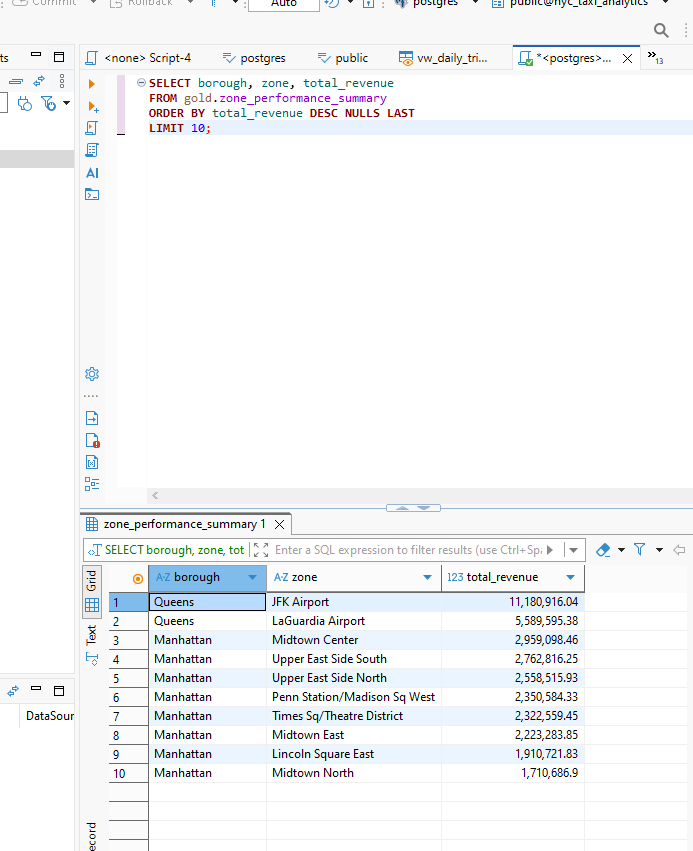 Commit Rollback Auto postgres public@nyc_taxi_analytics
ts <none> Script-4 postgres public vw_daily_tri... *<postgres>... 13
SELECT borough, zone, total_revenue
FROM gold.zone_performance_summary
ORDER BY total_revenue DESC NULLS LAST
LIMIT 10;
AI
zone_performance_summary 1
SELECT borough, zone, tot Enter a SQL expression to filter results (use Ctrl+Spa
Grid
Text
A-Z borough A-Z zone 123 total_revenue
1 Queens JFK Airport 11,180,916.04
2 Queens LaGuardia Airport 5,589,595.38
3 Manhattan Midtown Center 2,959,098.46
4 Manhattan Upper East Side South 2,762,816.25
5 Manhattan Upper East Side North 2,558,515.93
6 Manhattan Penn Station/Madison Sq West 2,350,584.33
7 Manhattan Times Sq/Theatre District 2,322,559.45
8 Manhattan Midtown East 2,223,283.85
9 Manhattan Lincoln Square East 1,910,721.83
10 Manhattan Midtown North 1,710,686.9
DataSour
ecord